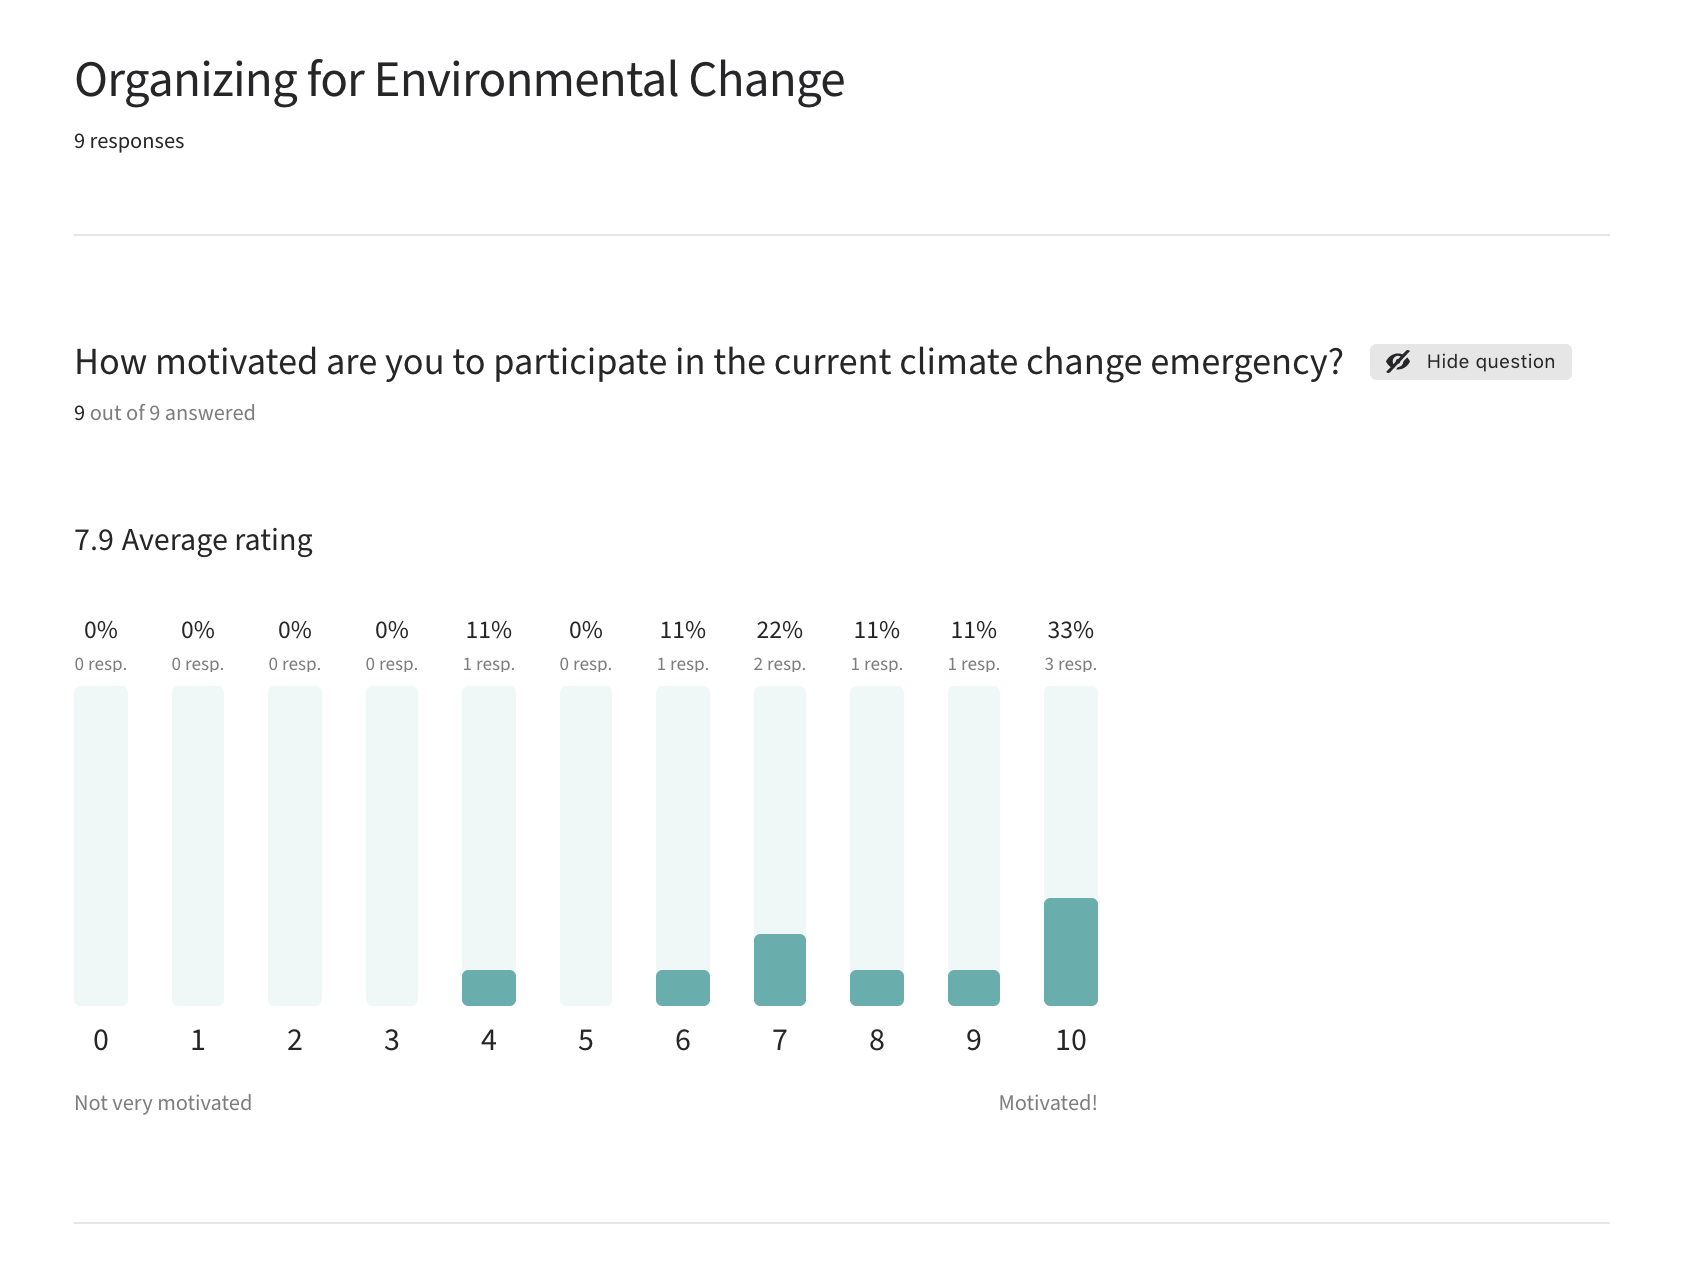 Organizing for Environmental Change
9 responses
How motivated are you to participate in the current climate change emergency? Hide question
9 out of 9 answered
7.9 Average rating
0% 0% 0% 0% 11% 0% 11% 22% 11% 11% 33%
0 resp. 0 resp. 0 resp. 0 resp. 1 resp. 0 resp. 1 resp. 2 resp. 1 resp. 1 resp. 3 resp.
0 1 2 3 4 5 6 7 8 9 10
Not very motivated Motivated!